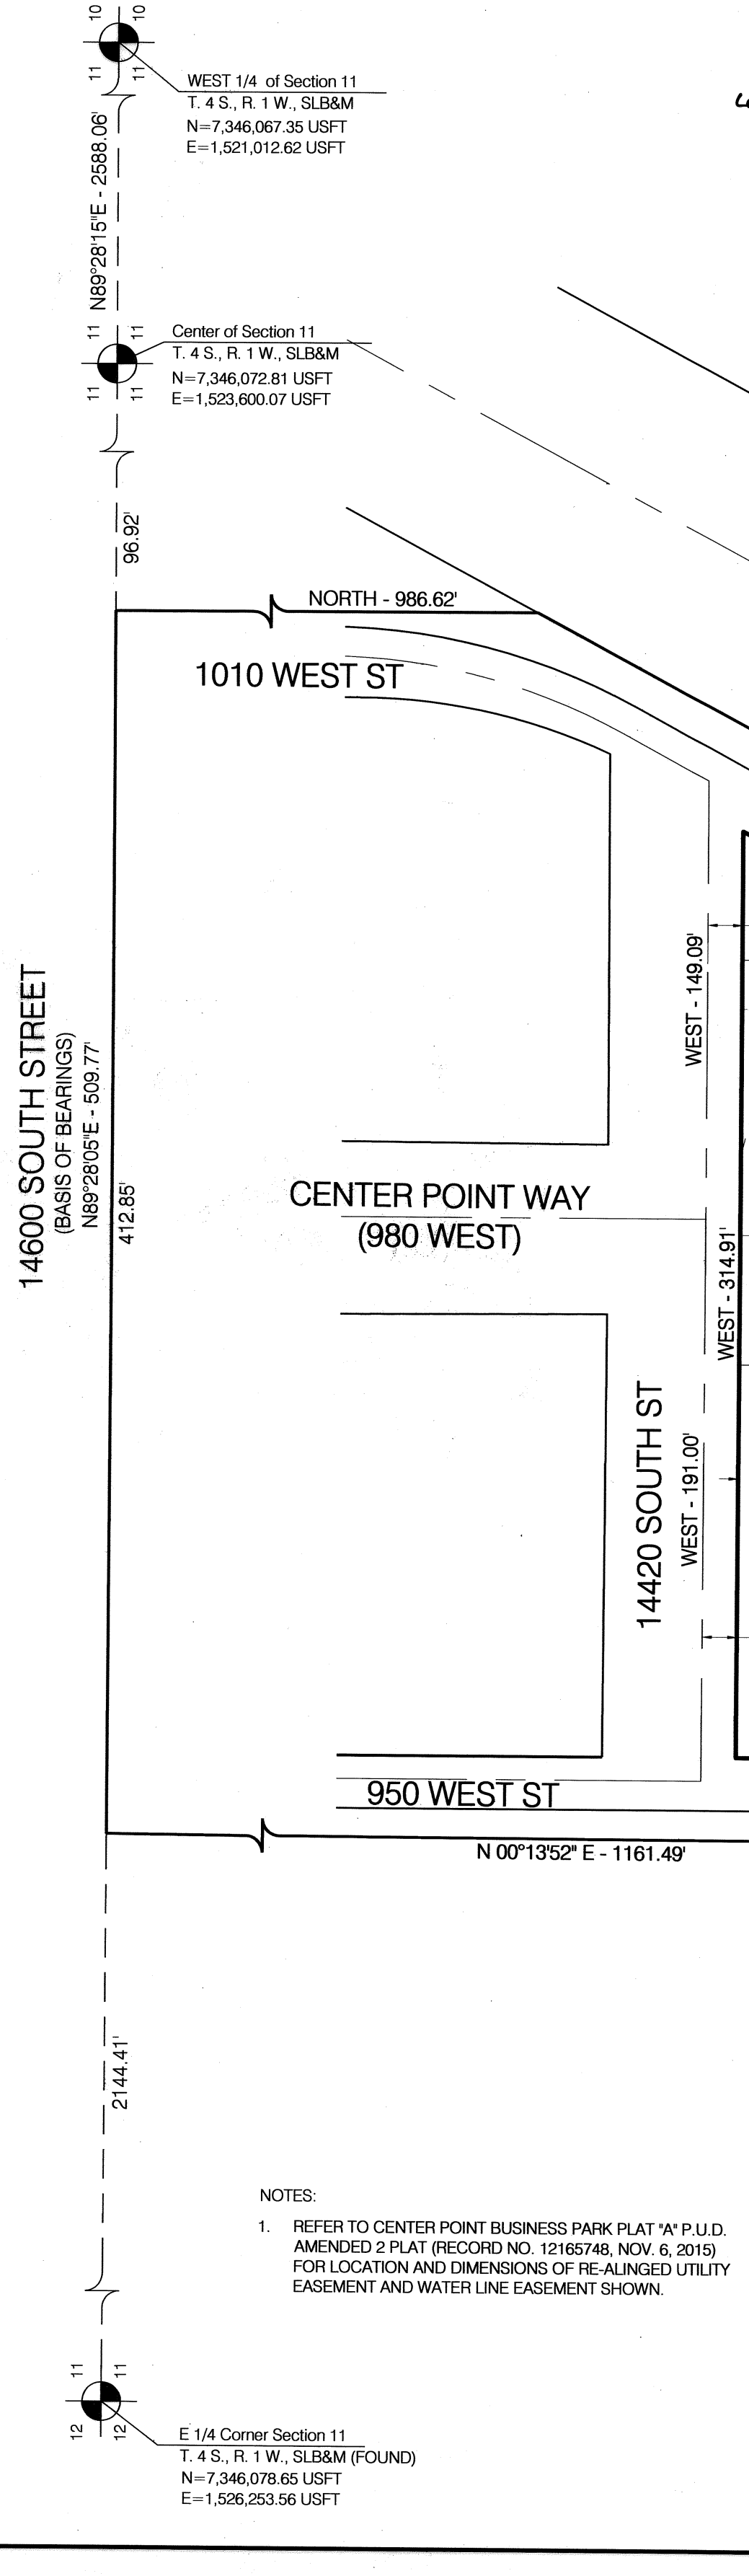 10 10
11 11
WEST 1/4 of Section 11
T. 4 S., R. 1 W., SLB&M
N=7,346,067.35 USFT
E=1,521,012.62 USFT
N89°28'15"E - 2588.06'
11 11
11 11
Center of Section 11
T. 4 S., R. 1 W., SLB&M
N=7,346,072.81 USFT
E=1,523,600.07 USFT
96.92'
NORTH - 986.62'
1010 WEST ST
WEST - 149.09'
14600 SOUTH STREET
(BASIS OF BEARINGS)
N89°28'05"E - 509.77'
412.85'
CENTER POINT WAY
(980 WEST)
WEST - 314.91'
14420 SOUTH ST
WEST - 191.00'
950 WEST ST
N 00°13'52" E - 1161.49'
2144.41'
NOTES:
1. REFER TO CENTER POINT BUSINESS PARK PLAT "A" P.U.D.
AMENDED 2 PLAT (RECORD NO. 12165748, NOV. 6, 2015)
FOR LOCATION AND DIMENSIONS OF RE-ALINGED UTILITY
EASEMENT AND WATER LINE EASEMENT SHOWN.
11 11
12 12
E 1/4 Corner Section 11
T. 4 S., R. 1 W., SLB&M (FOUND)
N=7,346,078.65 USFT
E=1,526,253.56 USFT